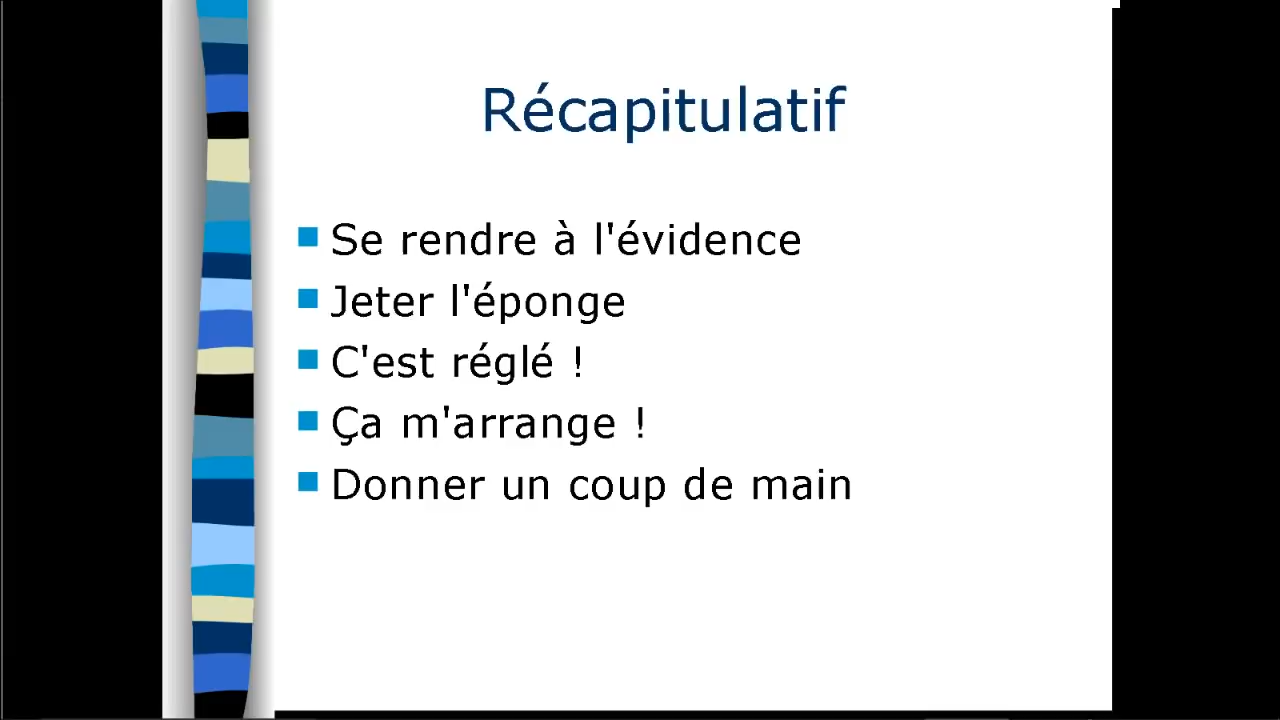 Récapitulatif
Se rendre à l'évidence
Jeter l'éponge
C'est réglé !
Ça m'arrange !
Donner un coup de main